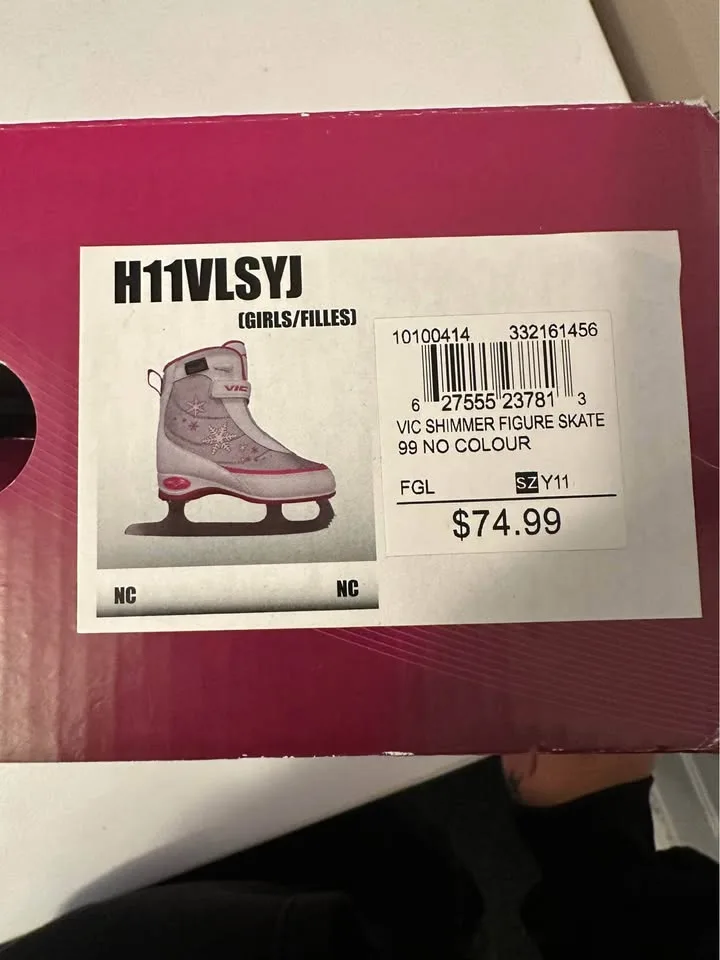 H11VLSYJ
(GIRLS/FILLES)
VIC
10100414 332161456
6 27555 23781 3
VIC SHIMMER FIGURE SKATE
99 NO COLOUR
FGL SZ Y11
$74.99
NC NC